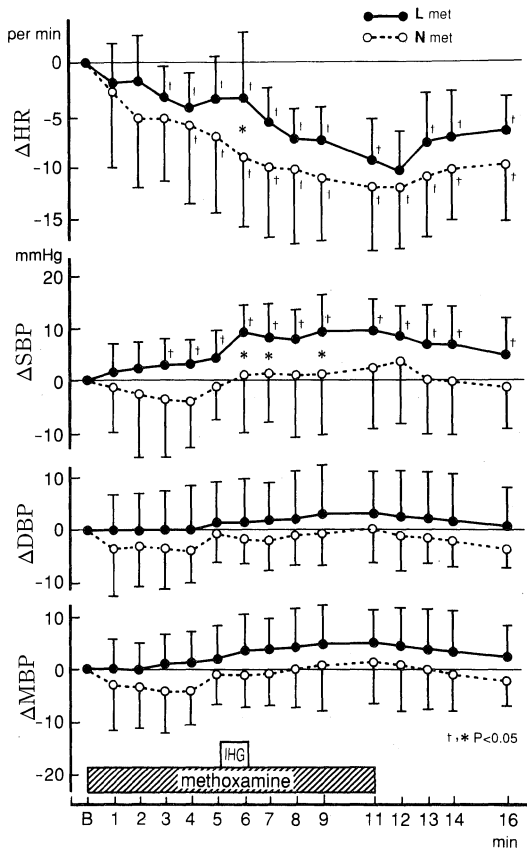 L met
N met
per min
0
-5
-10
-15
ΔHR
† † † † † † † † † † † † †
*
† † † † † † † † † † †
mmHg
20
10
0
-10
ΔSBP
† † † † † † † † † † † †
* * *
0
-10
ΔDBP
10
0
-10
-20
ΔMBP
†,* P<0.05
IHG
methoxamine
B 1 2 3 4 5 6 7 8 9 11 12 13 14 16
min